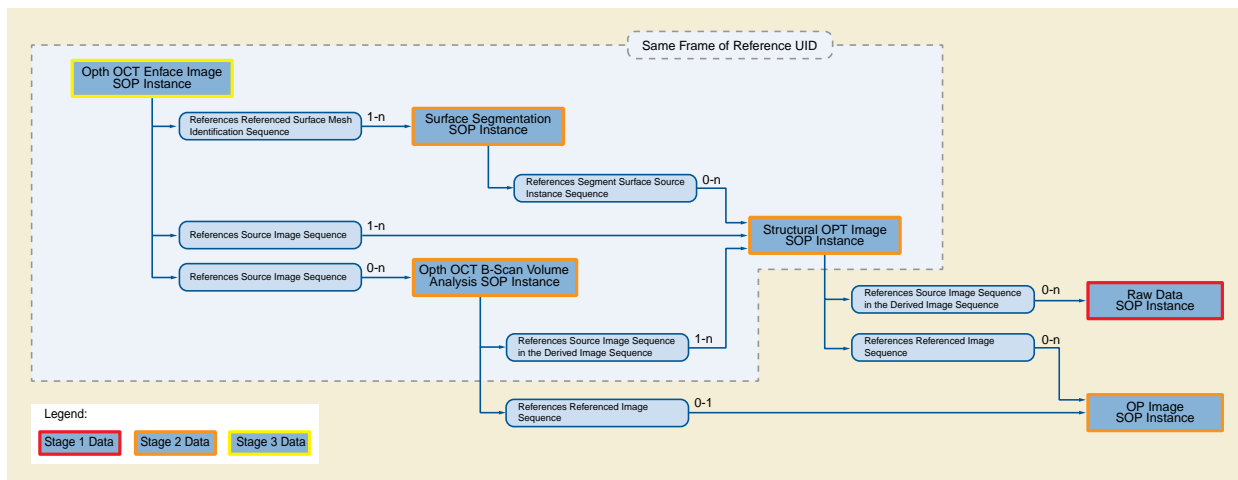 Same Frame of Reference UID
Opth OCT Enface Image
SOP Instance
References Referenced Surface Mesh
Identification Sequence
1-n
Surface Segmentation
SOP Instance
References Segment Surface Source
Instance Sequence
0-n
References Source Image Sequence
1-n
Structural OPT Image
SOP Instance
References Source Image Sequence
0-n
Opth OCT B-Scan Volume
Analysis SOP Instance
References Source Image Sequence
in the Derived Image Sequence
0-n
Raw Data
SOP Instance
References Source Image Sequence
in the Derived Image Sequence
1-n
References Referenced Image
Sequence
0-n
References Referenced Image
Sequence
0-1
OP Image
SOP Instance
Legend:
Stage 1 Data
Stage 2 Data
Stage 3 Data